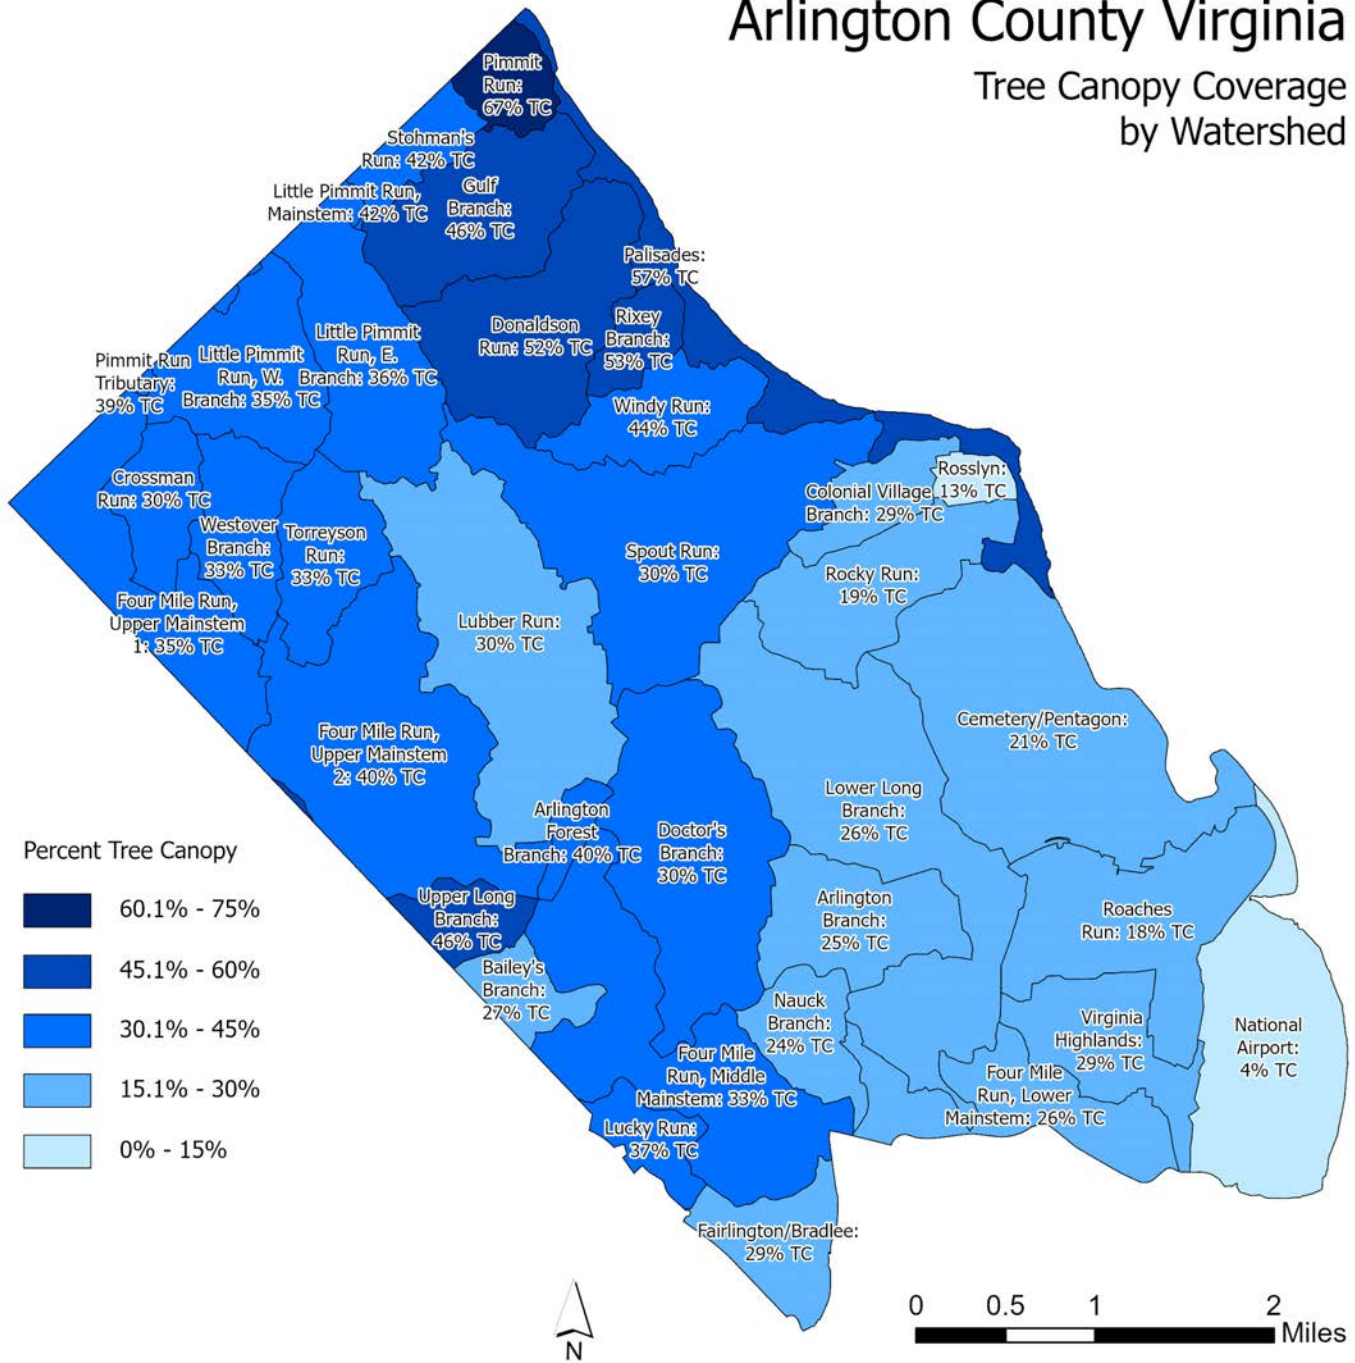 Arlington County Virginia
Tree Canopy Coverage
by Watershed
Pimmit
Run:
67% TC
Stohman's
Run: 42% TC
Little Pimmit Run,
Mainstem: 42% TC
Gulf
Branch:
46% TC
Palisades:
57% TC
Donaldson
Run: 52% TC
Rixey
Branch:
53% TC
Little Pimmit
Run, E.
Branch: 36% TC
Pimmit Run
Tributary:
39% TC
Little Pimmit
Run, W.
Branch: 35% TC
Windy Run:
44% TC
Crossman
Run: 30% TC
Westover
Branch:
33% TC
Torreyson
Run:
33% TC
Colonial Village
Branch: 29% TC
Rosslyn:
13% TC
Spout Run:
30% TC
Rocky Run:
19% TC
Four Mile Run,
Upper Mainstem
1: 35% TC
Lubber Run:
30% TC
Four Mile Run,
Upper Mainstem
2: 40% TC
Cemetery/Pentagon:
21% TC
Lower Long
Branch:
26% TC
Arlington
Forest
Branch: 40% TC
Doctor's
Branch:
30% TC
Upper Long
Branch:
46% TC
Arlington
Branch:
25% TC
Roaches
Run: 18% TC
Bailey's
Branch:
27% TC
Nauck
Branch:
24% TC
Virginia
Highlands:
29% TC
National
Airport:
4% TC
Four Mile
Run, Middle
Mainstem: 33% TC
Four Mile
Run, Lower
Mainstem: 26% TC
Lucky Run:
37% TC
Fairlington/Bradlee:
29% TC
Percent Tree Canopy
60.1% - 75%
45.1% - 60%
30.1% - 45%
15.1% - 30%
0% - 15%
N
0 0.5 1 2
Miles